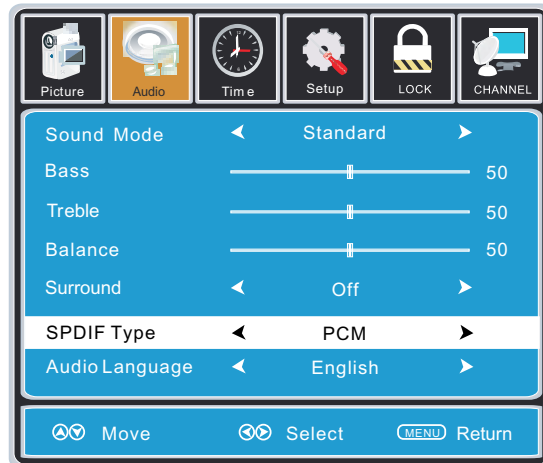 Picture Audio Time Setup LOCK CHANNEL
Sound Mode Standard
Bass 50
Treble 50
Balance 50
Surround Off
SPDIF Type PCM
Audio Language English
Move Select MENU Return